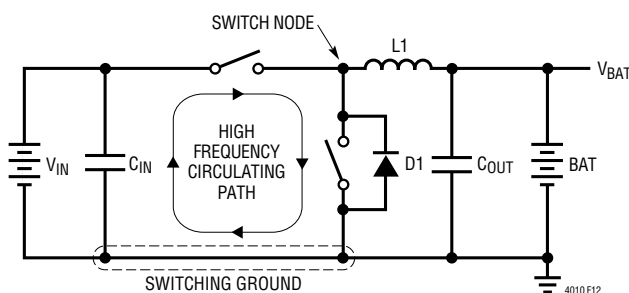 SWITCH NODE
L1
VBAT
VIN
CIN
HIGH
FREQUENCY
CIRCULATING
PATH
D1
COUT
BAT
SWITCHING GROUND
4010 F12